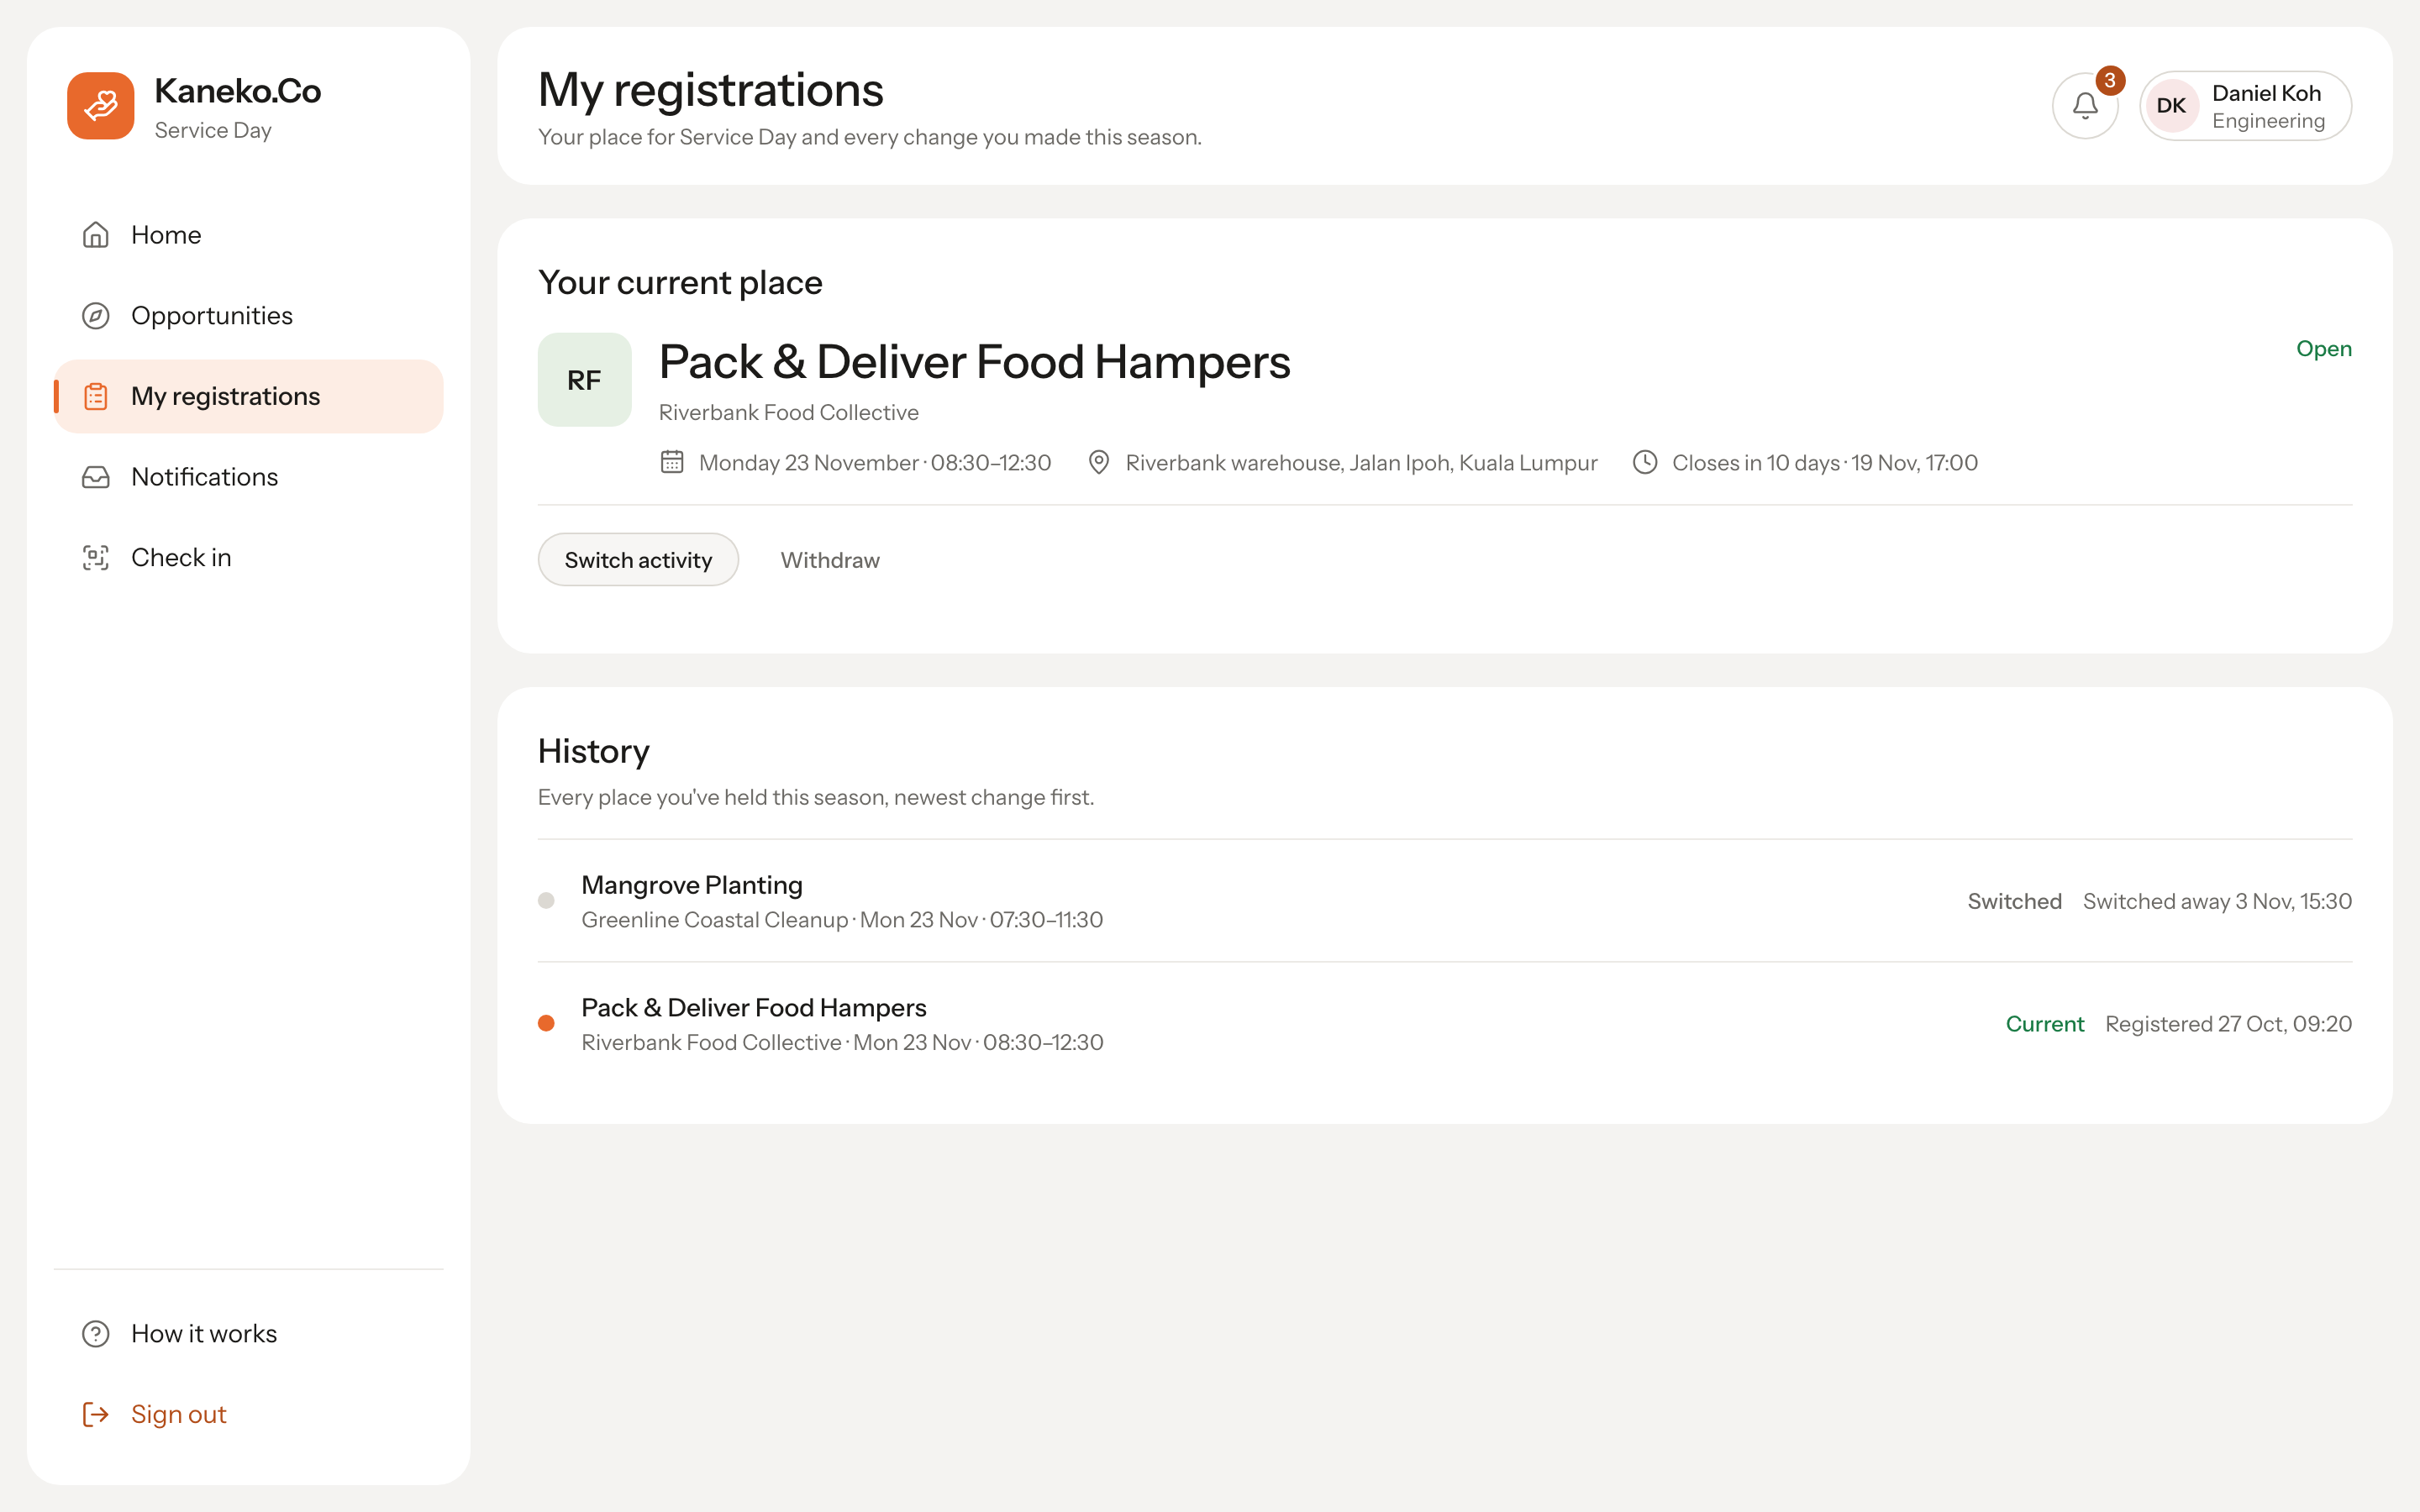 Kaneko.Co
Service Day
Home
Opportunities
My registrations
Notifications
Check in
How it works
Sign out
My registrations
Your place for Service Day and every change you made this season.
3
DK
Daniel Koh
Engineering
Your current place
RF
Pack & Deliver Food Hampers
Open
Riverbank Food Collective
Monday 23 November · 08:30–12:30
Riverbank warehouse, Jalan Ipoh, Kuala Lumpur
Closes in 10 days · 19 Nov, 17:00
Switch activity
Withdraw
History
Every place you've held this season, newest change first.
Mangrove Planting
Greenline Coastal Cleanup · Mon 23 Nov · 07:30–11:30
Switched
Switched away 3 Nov, 15:30
Pack & Deliver Food Hampers
Riverbank Food Collective · Mon 23 Nov · 08:30–12:30
Current
Registered 27 Oct, 09:20